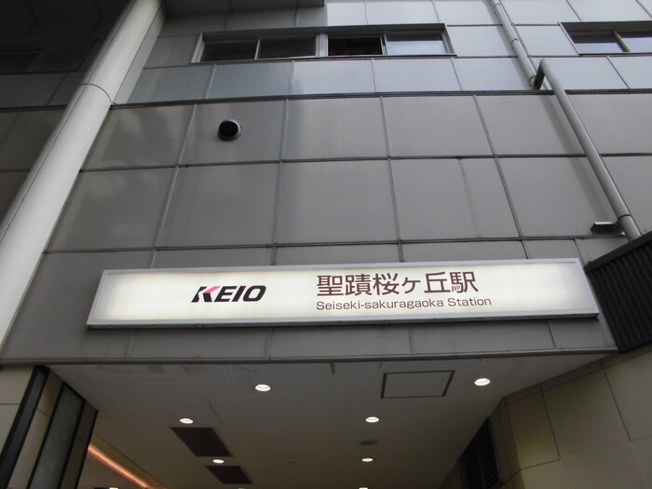 KEIO
聖蹟桜ヶ丘駅
Seiseki-sakuragaoka Station